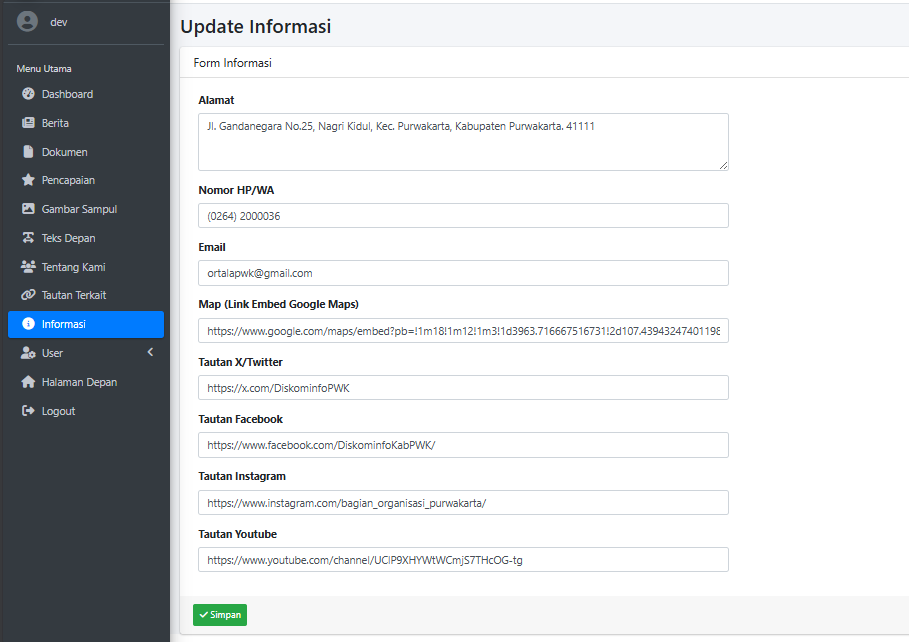 dev
Menu Utama
Dashboard
Berita
Dokumen
Pencapaian
Gambar Sampul
Teks Depan
Tentang Kami
Tautan Terkait
Informasi
User
Halaman Depan
Logout
Update Informasi
Form Informasi
Alamat
Jl. Gandanegara No.25, Nagri Kidul, Kec. Purwakarta, Kabupaten Purwakarta. 41111
Nomor HP/WA
(0264) 2000036
Email
ortalapwk@gmail.com
Map (Link Embed Google Maps)
https://www.google.com/maps/embed?pb=!1m18!1m12!1m3!1d3963.716667516731!2d107.43943247401198
Tautan X/Twitter
https://x.com/DiskominfoPWK
Tautan Facebook
https://www.facebook.com/DiskominfoKabPWK/
Tautan Instagram
https://www.instagram.com/bagian_organisasi_purwakarta/
Tautan Youtube
https://www.youtube.com/channel/UCIP9XHYWtWCmjS7THcOG-tg
Simpan